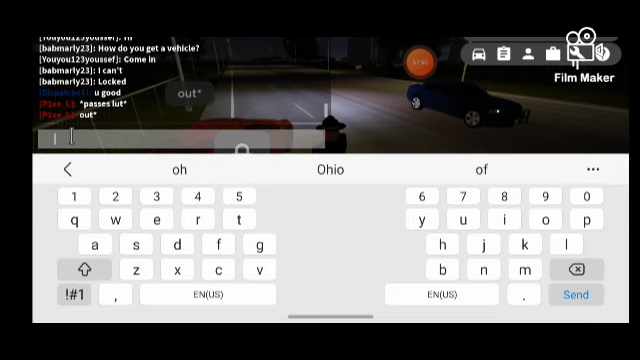 [Youyou123youssef]: Hi
[babmarly23]: How do you get a vehicle?
[Youyou123youssef]: Come in
[babmarly23]: I can't
[babmarly23]: Locked
u good
*passes lut*
out*
out*
Film Maker
oh Ohio of ...
1 2 3 4 5 6 7 8 9 0
q w e r t y u i o p
a s d f g h j k l
z x c v b n m
!#1 , EN(US) EN(US) . Send